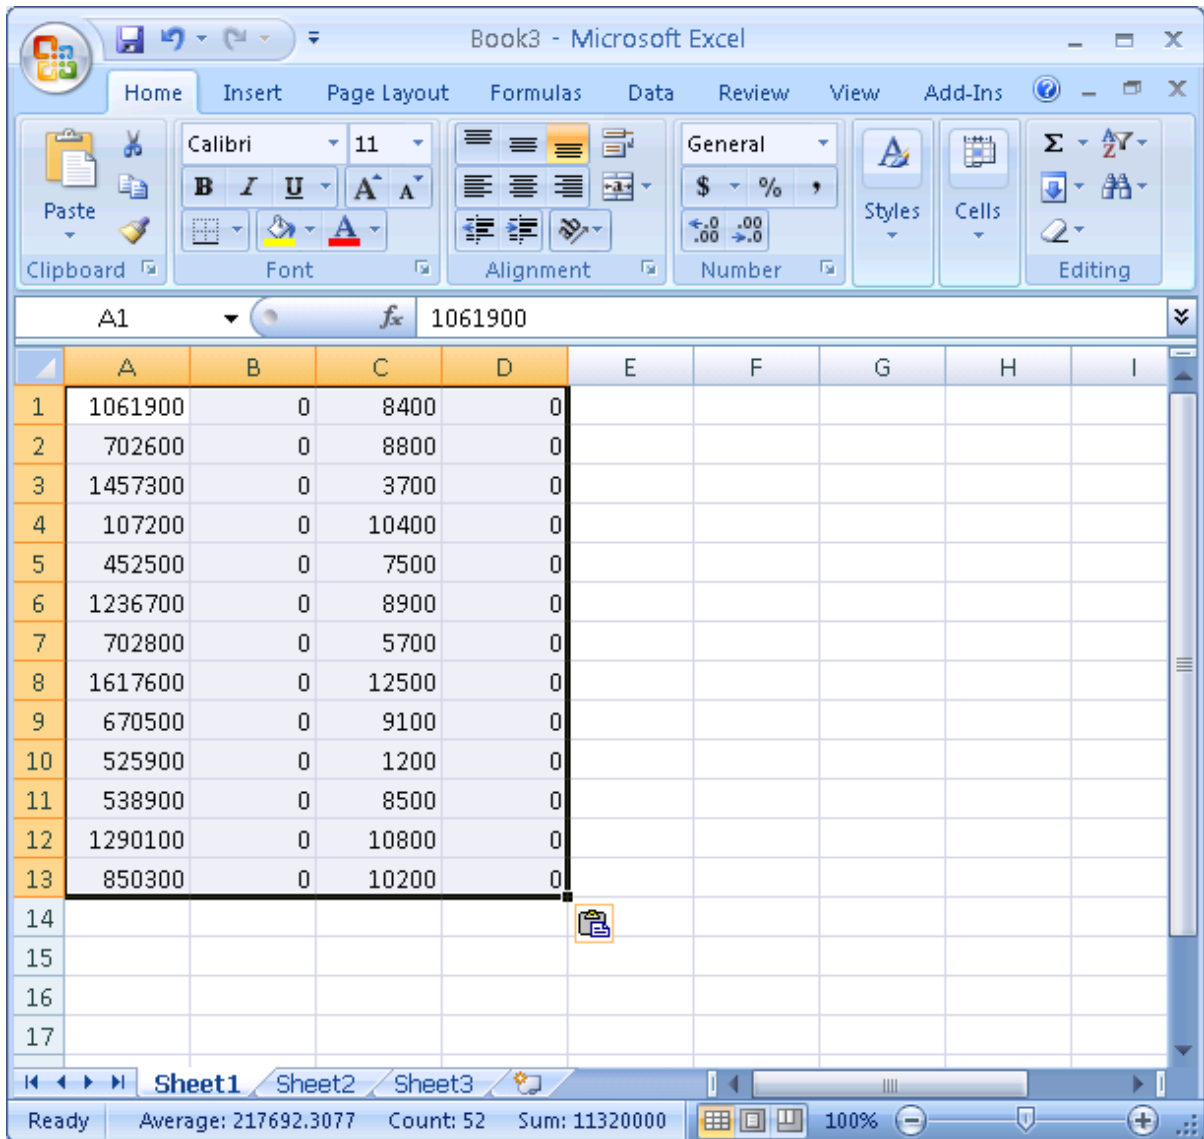 Book3 - Microsoft Excel
Home Insert Page Layout Formulas Data Review View Add-Ins
Calibri 11 General
B I U A A $ % ,
Paste Styles Cells
Clipboard Font Alignment Number Editing
A1 fx 1061900
A B C D E F G H I
1 1061900 0 8400 0
2 702600 0 8800 0
3 1457300 0 3700 0
4 107200 0 10400 0
5 452500 0 7500 0
6 1236700 0 8900 0
7 702800 0 5700 0
8 1617600 0 12500 0
9 670500 0 9100 0
10 525900 0 1200 0
11 538900 0 8500 0
12 1290100 0 10800 0
13 850300 0 10200 0
14
15
16
17
Sheet1 Sheet2 Sheet3
Ready Average: 217692.3077 Count: 52 Sum: 11320000 100%